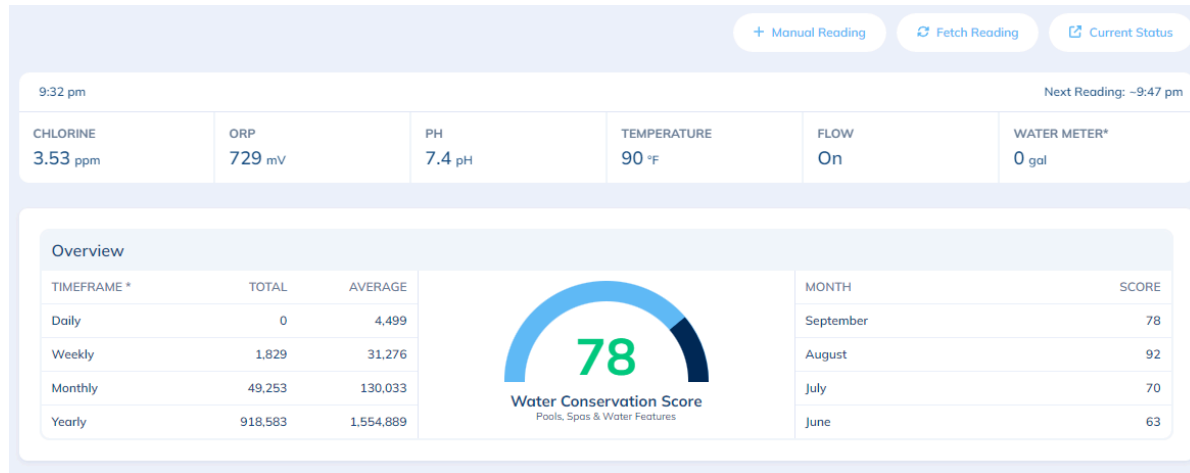 + Manual Reading
Fetch Reading
Current Status
9:32 pm
Next Reading: ~9:47 pm
CHLORINE
3.53 ppm
ORP
729 mV
PH
7.4 pH
TEMPERATURE
90 °F
FLOW
On
WATER METER*
0 gal
Overview
TIMEFRAME * TOTAL AVERAGE
Daily 0 4,499
Weekly 1,829 31,276
Monthly 49,253 130,033
Yearly 918,583 1,554,889
78
Water Conservation Score
Pools, Spas & Water Features
MONTH SCORE
September 78
August 92
July 70
June 63